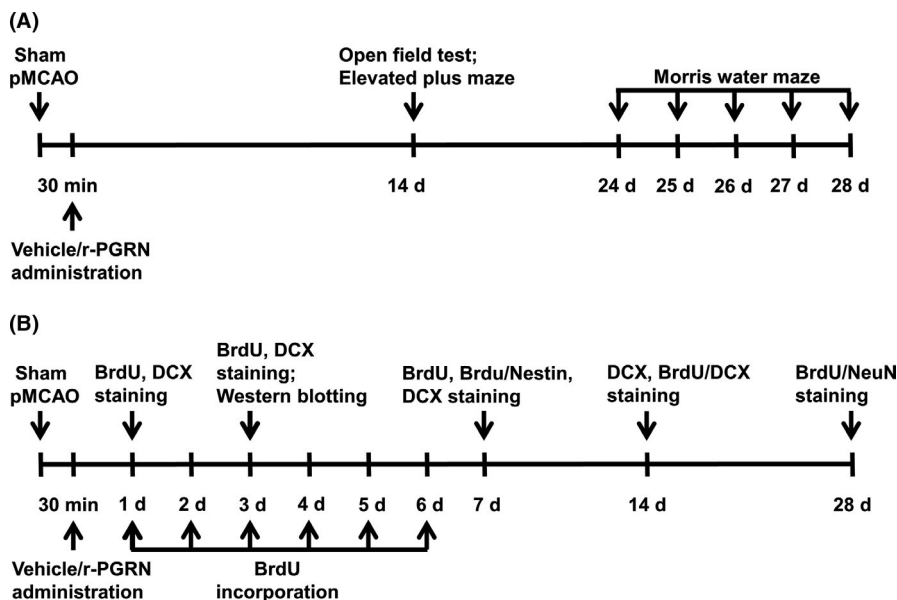 (A)
Sham
pMCAO
Open field test;
Elevated plus maze
Morris water maze
30 min
14 d
24 d
25 d
26 d
27 d
28 d
Vehicle/r-PGRN
administration
(B)
Sham
pMCAO
BrdU, DCX
staining
BrdU, DCX
staining;
Western blotting
BrdU, Brdu/Nestin,
DCX staining
DCX, BrdU/DCX
staining
BrdU/NeuN
staining
30 min
1 d
2 d
3 d
4 d
5 d
6 d
7 d
14 d
28 d
Vehicle/r-PGRN
administration
BrdU
incorporation